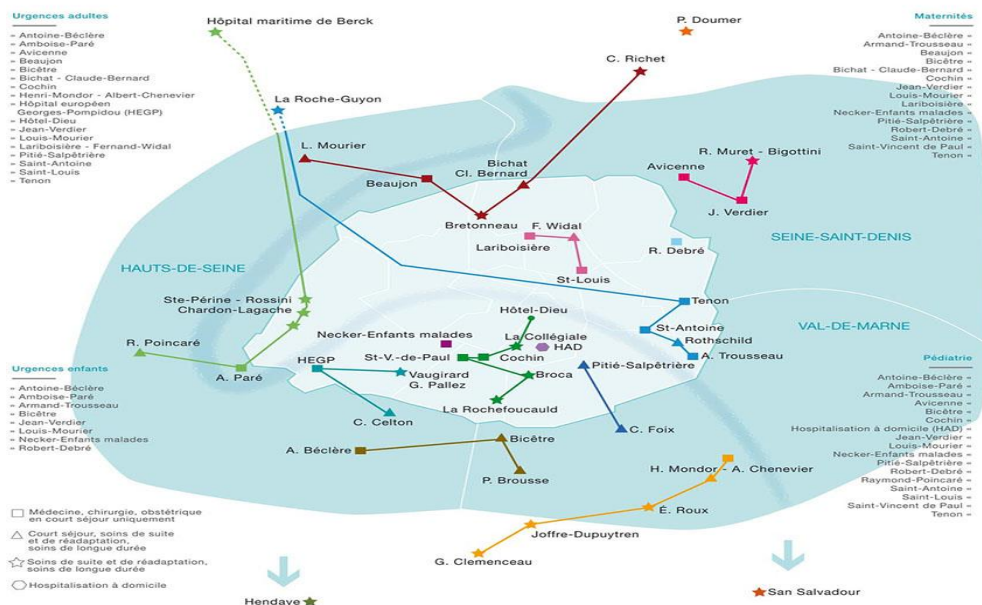 Urgences adultes
= Antoine-Béclère
= Amboise-Paré
= Avicenne
= Beaujon
= Bicêtre
= Bichat - Claude-Bernard
= Cochin
= Henri-Mondor - Albert-Chenevier
= Hôpital européen
Georges-Pompidou (HEGP)
= Hôtel-Dieu
= Jean-Verdier
= Louis-Mourier
= Lariboisière - Fernand-Widal
= Pitié-Salpêtrière
= Saint-Antoine
= Saint-Louis
= Tenon
Hôpital maritime de Berck
P. Doumer
C. Richet
La Roche-Guyon
L. Mourier
Beaujon
Bichat
Cl. Bernard
Bretonneau
Avicenne
R. Muret - Bigottini
J. Verdier
Maternités
Antoine-Béclère =
Armand-Trousseau =
Beaujon =
Bicêtre =
Bichat - Claude-Bernard =
Cochin =
Jean-Verdier =
Louis-Mourier =
Lariboisière =
Necker-Enfants malades =
Pitié-Salpêtrière =
Robert-Debré =
Saint-Antoine =
Saint-Vincent de Paul =
Tenon =
F. Widal
Lariboisière
St-Louis
R. Debré
SEINE-SAINT-DENIS
HAUTS-DE-SEINE
Ste-Périne - Rossini
Chardon-Lagache
R. Poincaré
A. Paré
Hôtel-Dieu
Tenon
Necker-Enfants malades
La Collégiale
HAD
St-Antoine
Rothschild
A. Trousseau
VAL-DE-MARNE
HEGP
St-V.-de-Paul
Cochin
Vaugirard
G. Pallez
Broca
Pitié-Salpêtrière
La Rochefoucauld
C. Celton
C. Foix
A. Béclère
Bicêtre
P. Brousse
H. Mondor - A. Chenevier
É. Roux
Joffre-Dupuytren
G. Clemenceau
Urgences enfants
= Antoine-Béclère
= Amboise-Paré
= Armand-Trousseau
= Bicêtre
= Jean-Verdier
= Louis-Mourier
= Necker-Enfants malades
= Robert-Debré
Pédiatrie
Antoine-Béclère =
Amboise-Paré =
Armand-Trousseau =
Avicenne =
Bicêtre =
Cochin =
Hospitalisation à domicile (HAD) =
Jean-Verdier =
Louis-Mourier =
Necker-Enfants malades =
Pitié-Salpêtrière =
Robert-Debré =
Raymond-Poincaré =
Saint-Antoine =
Saint-Louis =
Saint-Vincent de Paul =
Tenon =
Médecine, chirurgie, obstétrique
en court séjour uniquement
Court séjour, soins de suite
et de réadaptation,
soins de longue durée
Soins de suite et de réadaptation,
soins de longue durée
Hospitalisation à domicile
Hendaye
San Salvadour